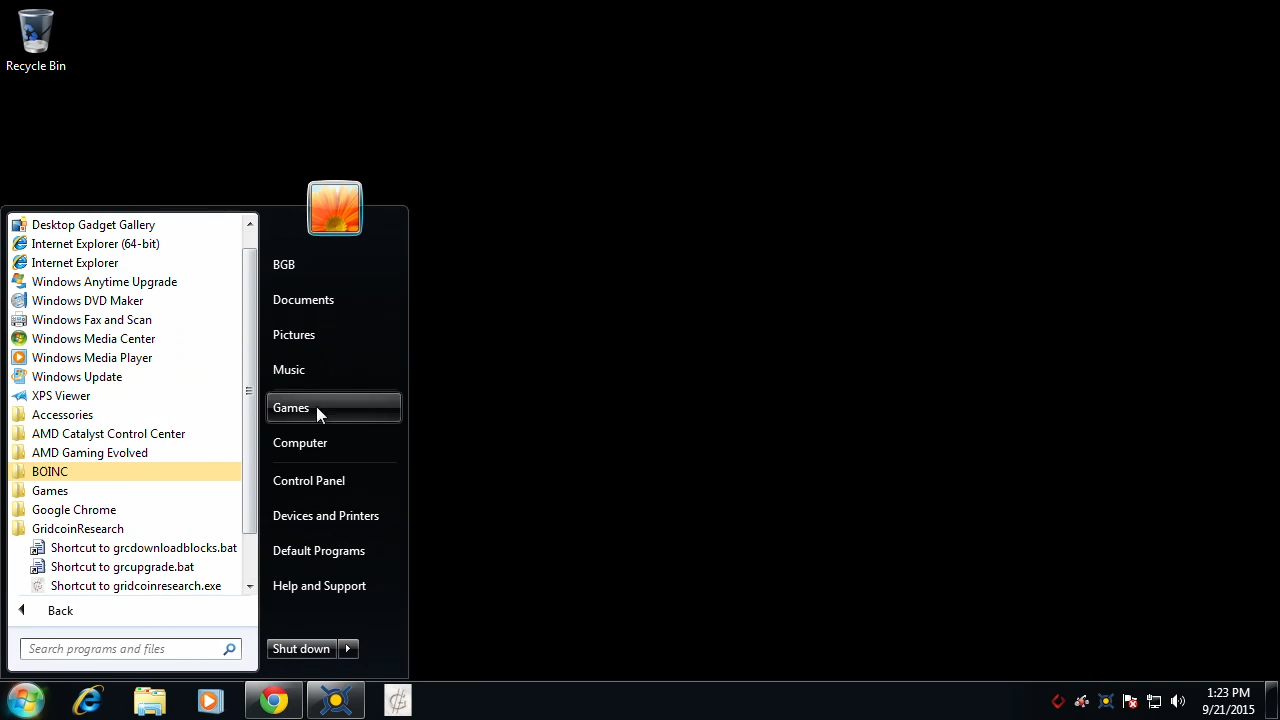 Recycle Bin
Desktop Gadget Gallery
Internet Explorer (64-bit)
Internet Explorer
Windows Anytime Upgrade
Windows DVD Maker
Windows Fax and Scan
Windows Media Center
Windows Media Player
Windows Update
XPS Viewer
Accessories
AMD Catalyst Control Center
AMD Gaming Evolved
BOINC
Games
Google Chrome
GridcoinResearch
Shortcut to grcdownloadblocks.bat
Shortcut to grcupgrade.bat
Shortcut to gridcoinresearch.exe
Back
Search programs and files
BGB
Documents
Pictures
Music
Games
Computer
Control Panel
Devices and Printers
Default Programs
Help and Support
Shut down
1:23 PM
9/21/2015